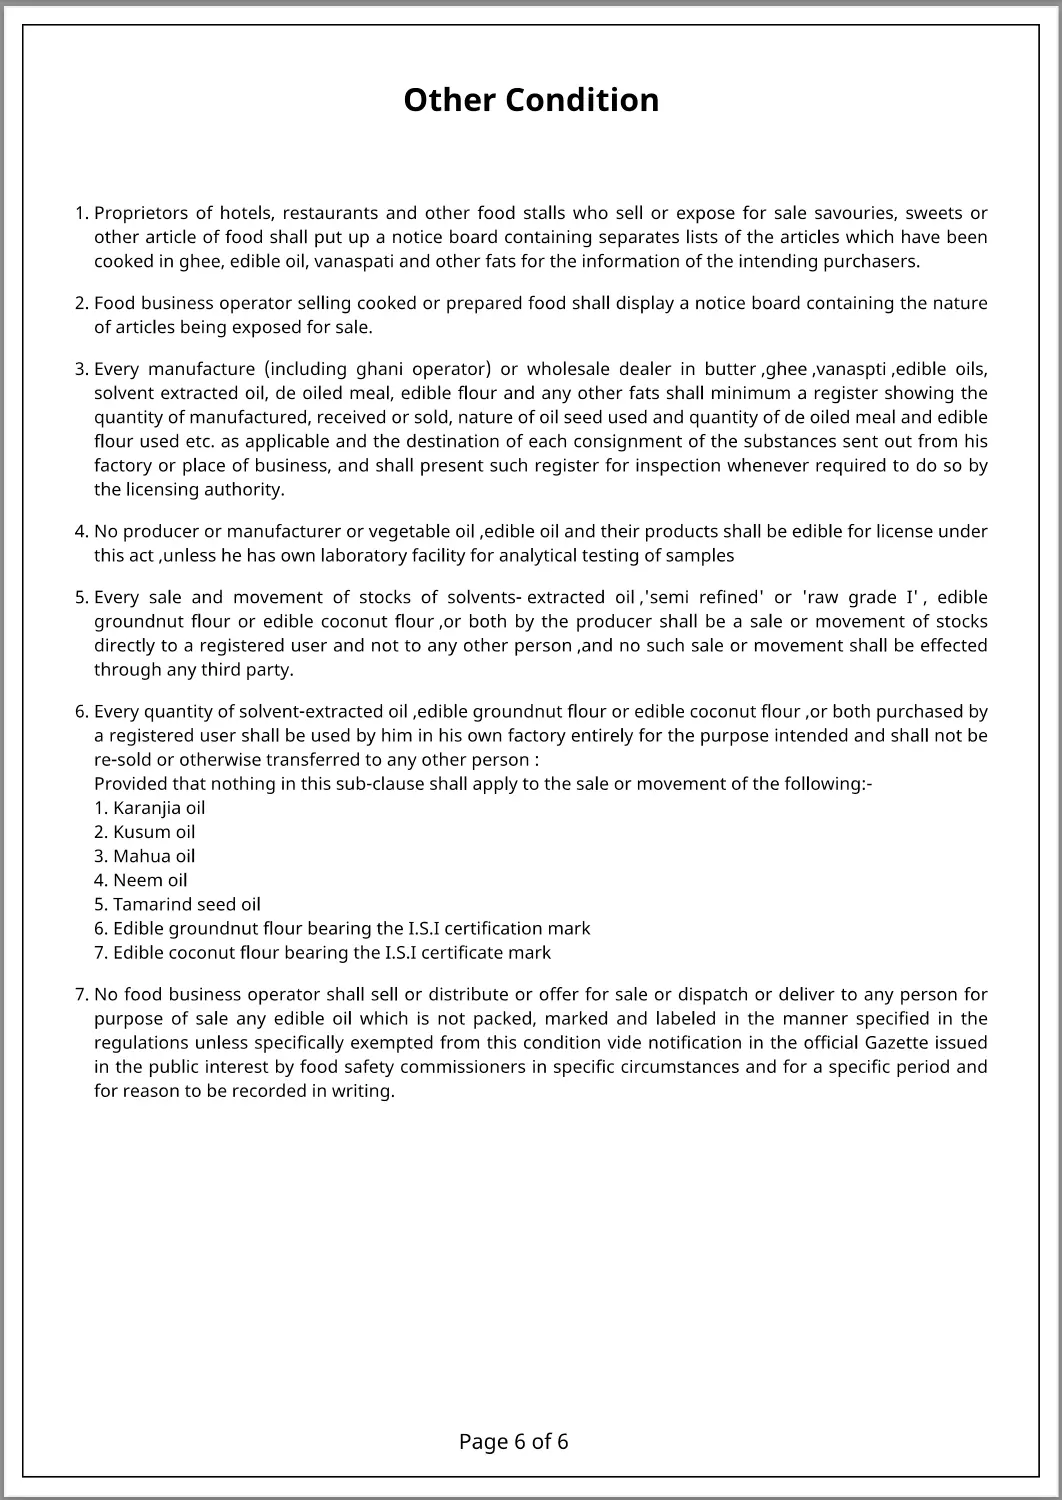 Other Condition
1. Proprietors of hotels, restaurants and other food stalls who sell or expose for sale savouries, sweets or
other article of food shall put up a notice board containing separates lists of the articles which have been
cooked in ghee, edible oil, vanaspati and other fats for the information of the intending purchasers.
2. Food business operator selling cooked or prepared food shall display a notice board containing the nature
of articles being exposed for sale.
3. Every manufacture (including ghani operator) or wholesale dealer in butter ,ghee ,vanaspti ,edible oils,
solvent extracted oil, de oiled meal, edible flour and any other fats shall minimum a register showing the
quantity of manufactured, received or sold, nature of oil seed used and quantity of de oiled meal and edible
flour used etc. as applicable and the destination of each consignment of the substances sent out from his
factory or place of business, and shall present such register for inspection whenever required to do so by
the licensing authority.
4. No producer or manufacturer or vegetable oil ,edible oil and their products shall be edible for license under
this act ,unless he has own laboratory facility for analytical testing of samples
5. Every sale and movement of stocks of solvents- extracted oil ,'semi refined' or 'raw grade I' , edible
groundnut flour or edible coconut flour ,or both by the producer shall be a sale or movement of stocks
directly to a registered user and not to any other person ,and no such sale or movement shall be effected
through any third party.
6. Every quantity of solvent-extracted oil ,edible groundnut flour or edible coconut flour ,or both purchased by
a registered user shall be used by him in his own factory entirely for the purpose intended and shall not be
re-sold or otherwise transferred to any other person :
Provided that nothing in this sub-clause shall apply to the sale or movement of the following:-
1. Karanjia oil
2. Kusum oil
3. Mahua oil
4. Neem oil
5. Tamarind seed oil
6. Edible groundnut flour bearing the I.S.I certification mark
7. Edible coconut flour bearing the I.S.I certificate mark
7. No food business operator shall sell or distribute or offer for sale or dispatch or deliver to any person for
purpose of sale any edible oil which is not packed, marked and labeled in the manner specified in the
regulations unless specifically exempted from this condition vide notification in the official Gazette issued
in the public interest by food safety commissioners in specific circumstances and for a specific period and
for reason to be recorded in writing.
Page 6 of 6